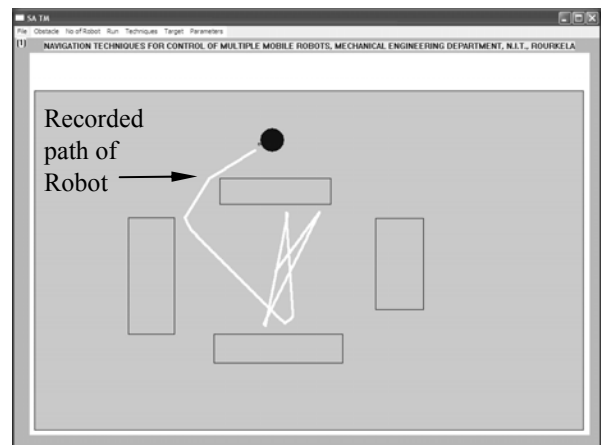 SA TM
File Obstacle No of Robot Run Techniques Target Parameters
[1] NAVIGATION TECHNIQUES FOR CONTROL OF MULTIPLE MOBILE ROBOTS, MECHANICAL ENGINEERING DEPARTMENT, N.I.T., ROURKELA
Recorded
path of
Robot